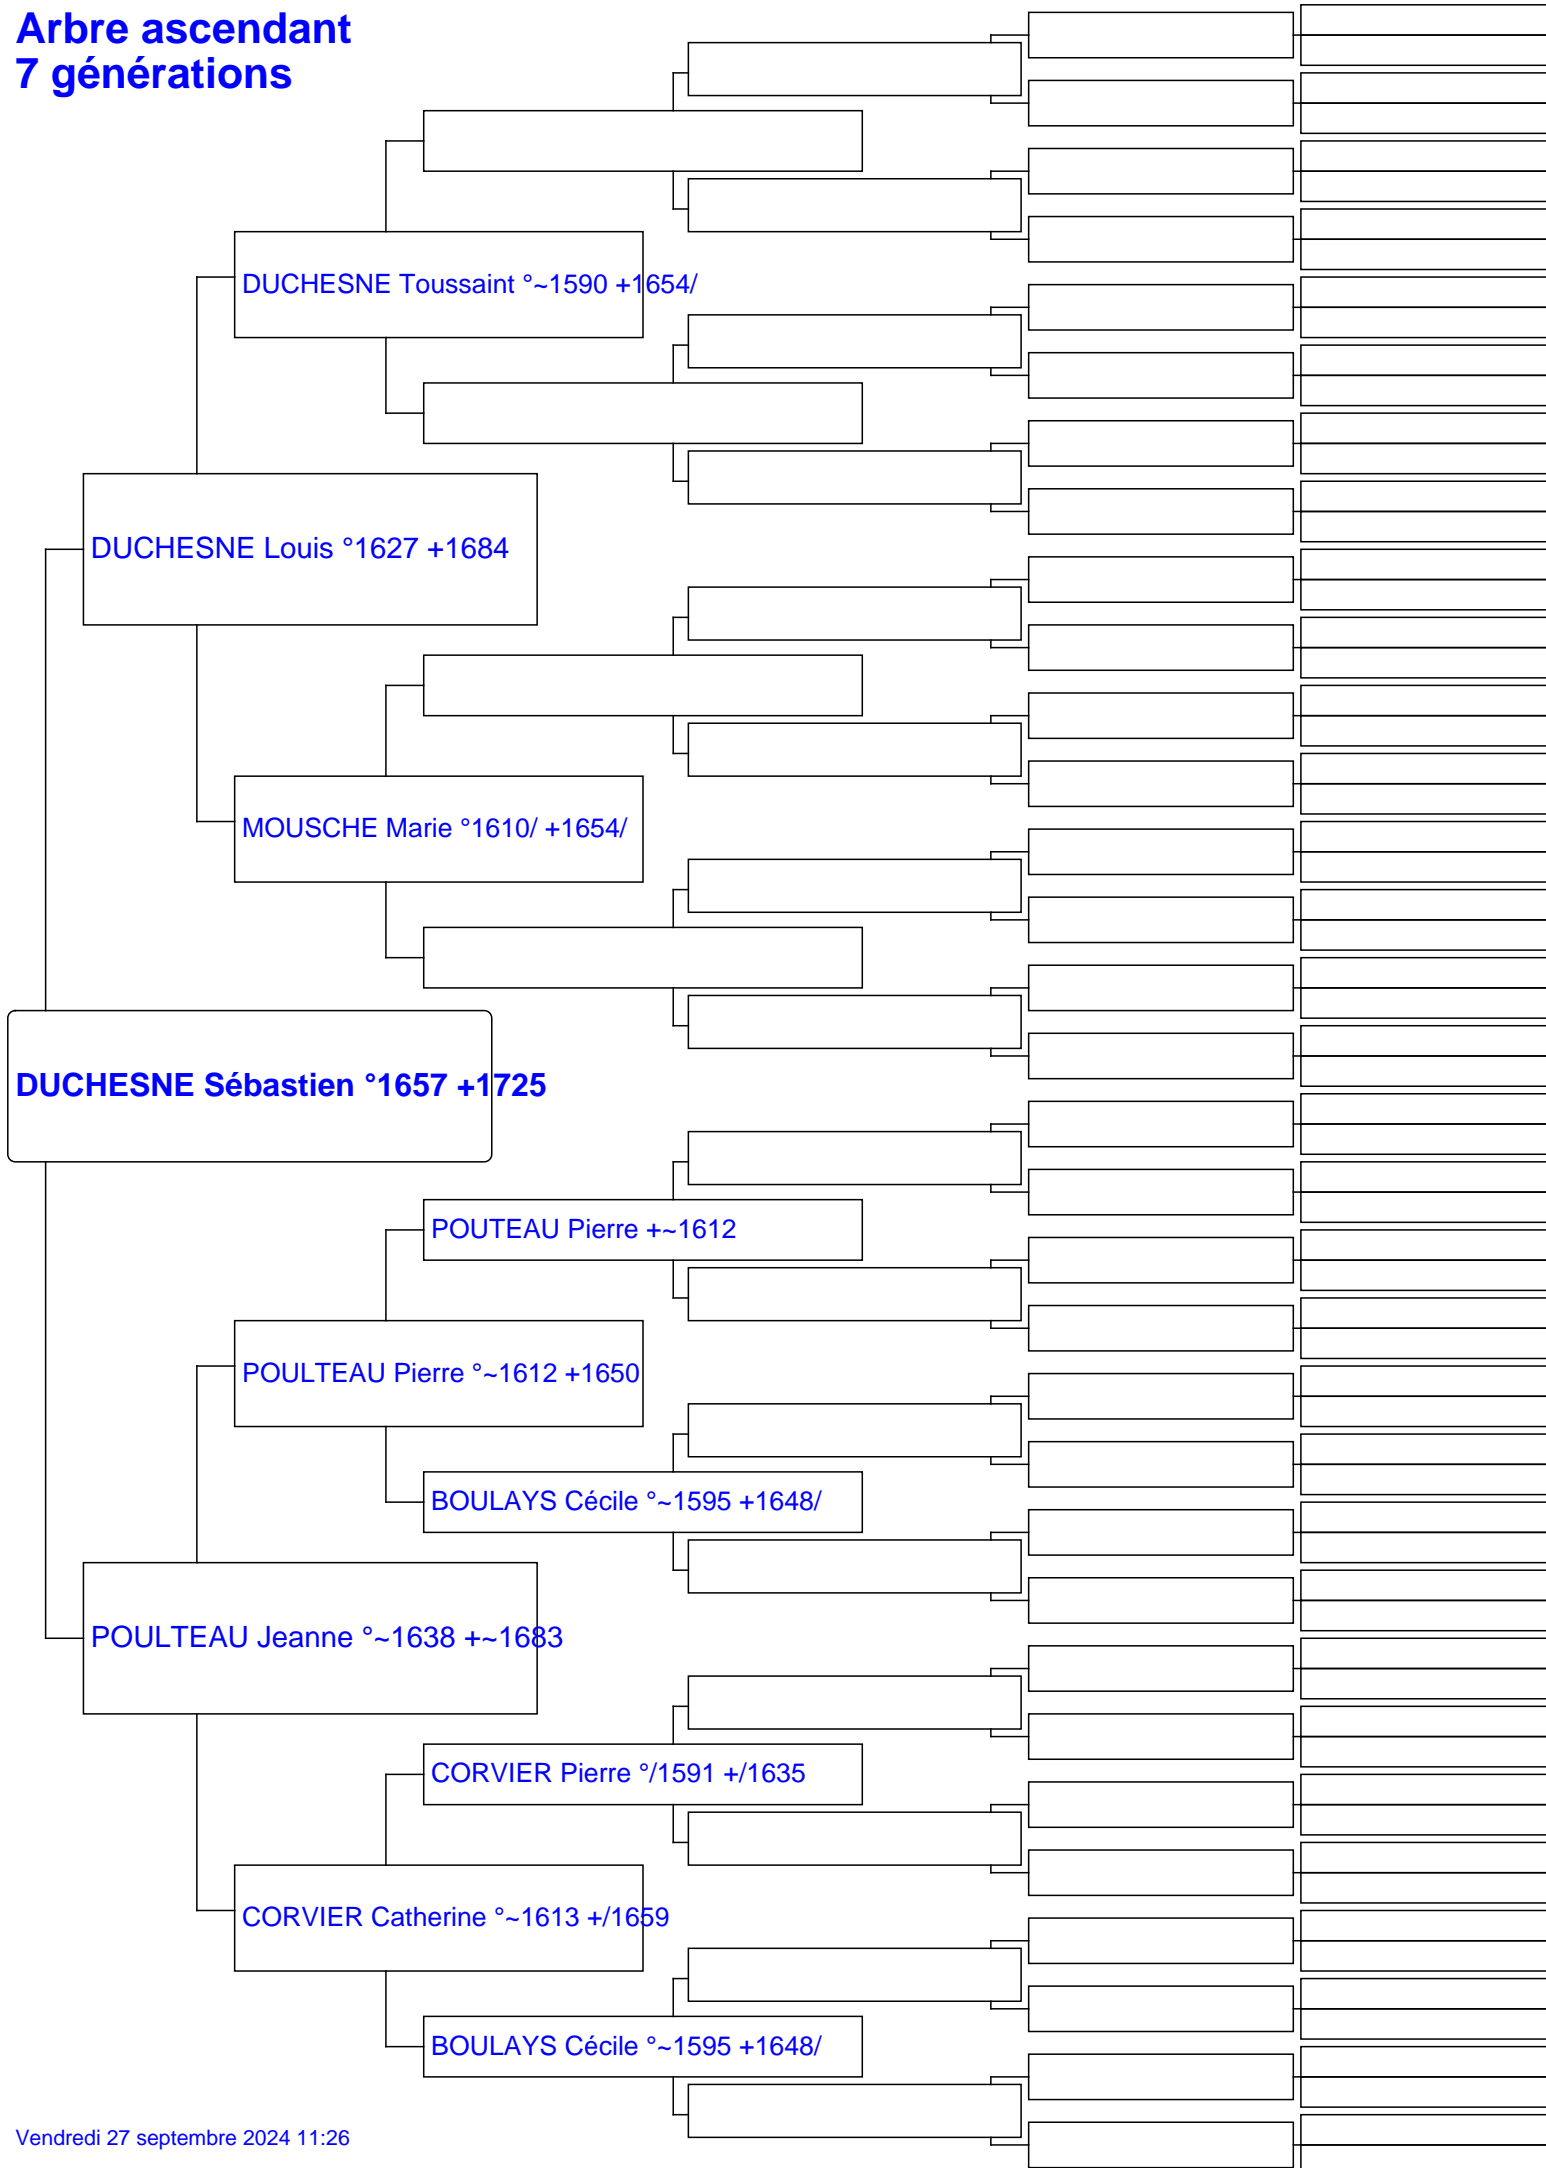 Arbre ascendant
7 générations
DUCHESNE Toussaint °~1590 +1654/
DUCHESNE Louis °1627 +1684
MOUSCHE Marie °1610/ +1654/
DUCHESNE Sébastien °1657 +1725
POUTEAU Pierre +~1612
POULTEAU Pierre °~1612 +1650
BOULAYS Cécile °~1595 +1648/
POULTEAU Jeanne °~1638 +~1683
CORVIER Pierre °/1591 +/1635
CORVIER Catherine °~1613 +/1659
BOULAYS Cécile °~1595 +1648/
Vendredi 27 septembre 2024 11:26